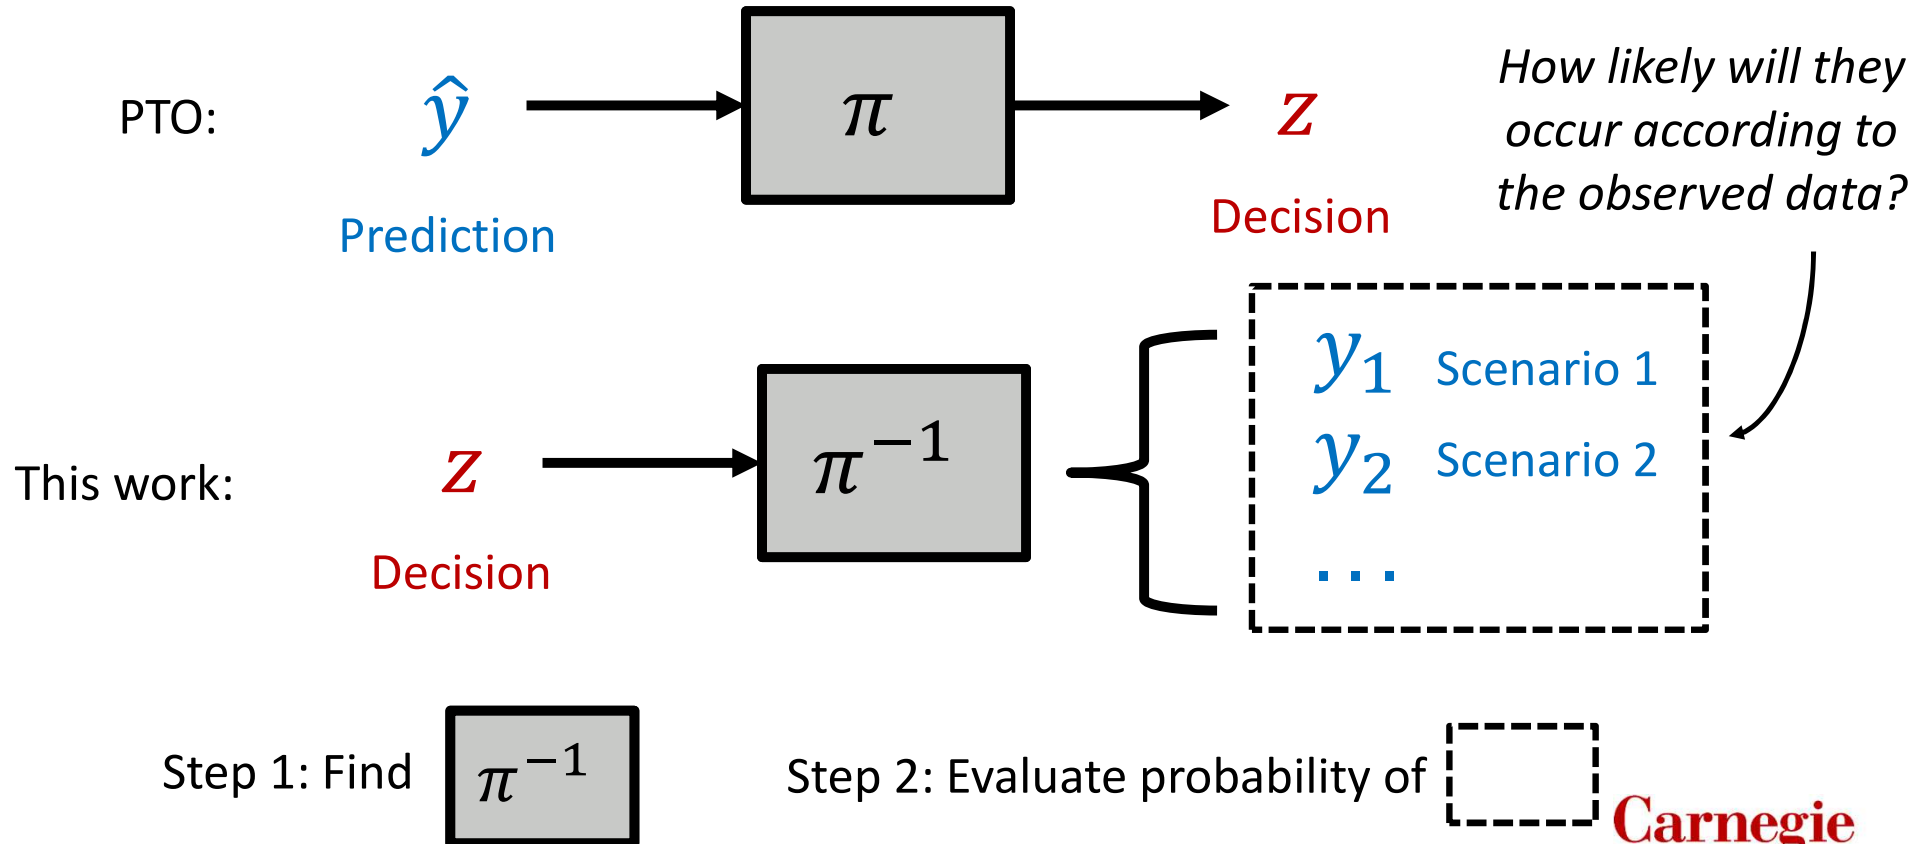 PTO:
ŷ
π
z
How likely will they
occur according to
the observed data?
Prediction
Decision
This work:
z
π⁻¹
y₁ Scenario 1
y₂ Scenario 2
...
Decision
Step 1: Find π⁻¹
Step 2: Evaluate probability of
Carnegie